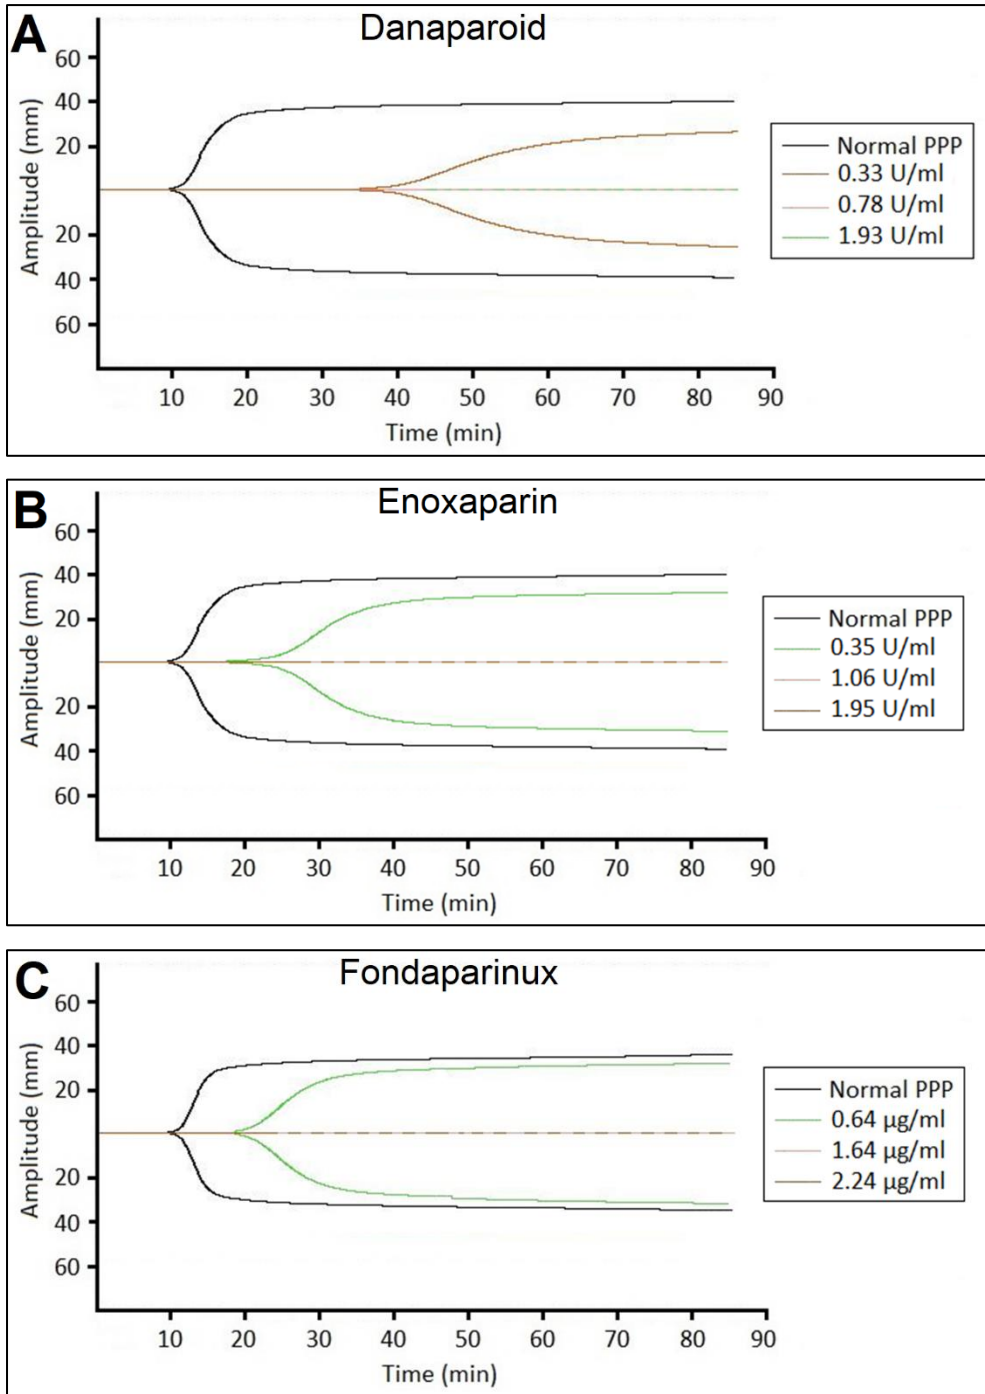 A
Danaparoid
60
40
20
20
40
60
Amplitude (mm)
10 20 30 40 50 60 70 80 90
Time (min)
Normal PPP
0.33 U/ml
0.78 U/ml
1.93 U/ml
B
Enoxaparin
60
40
20
20
40
60
Amplitude (mm)
10 20 30 40 50 60 70 80 90
Time (min)
Normal PPP
0.35 U/ml
1.06 U/ml
1.95 U/ml
C
Fondaparinux
60
40
20
20
40
60
Amplitude (mm)
10 20 30 40 50 60 70 80 90
Time (min)
Normal PPP
0.64 µg/ml
1.64 µg/ml
2.24 µg/ml